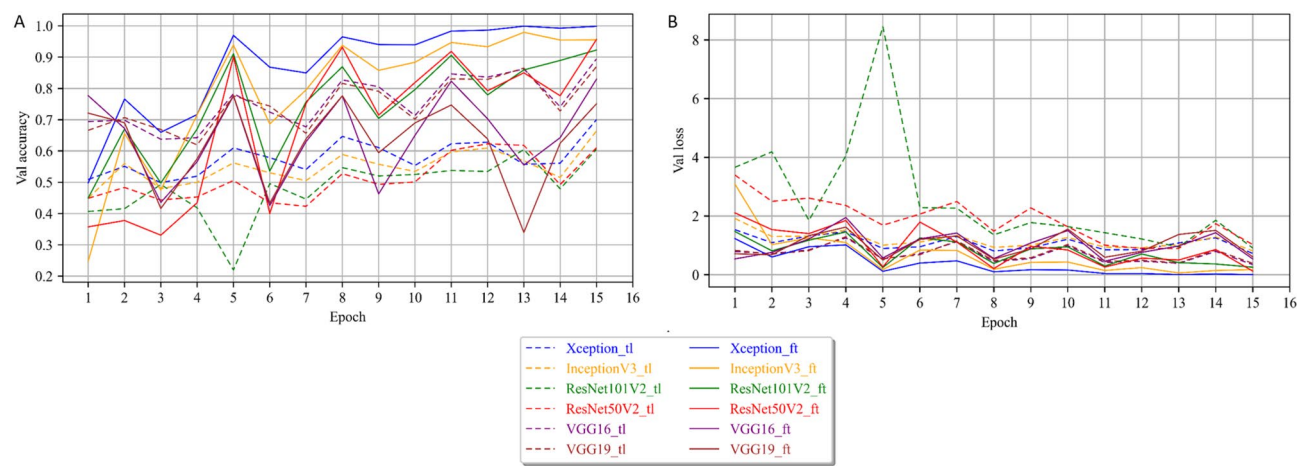 A
Val accuracy
1.0
0.9
0.8
0.7
0.6
0.5
0.4
0.3
0.2
1 2 3 4 5 6 7 8 9 10 11 12 13 14 15 16
Epoch
B
Val loss
8
6
4
2
0
1 2 3 4 5 6 7 8 9 10 11 12 13 14 15 16
Epoch
Xception_tl Xception_ft
InceptionV3_tl InceptionV3_ft
ResNet101V2_tl ResNet101V2_ft
ResNet50V2_tl ResNet50V2_ft
VGG16_tl VGG16_ft
VGG19_tl VGG19_ft